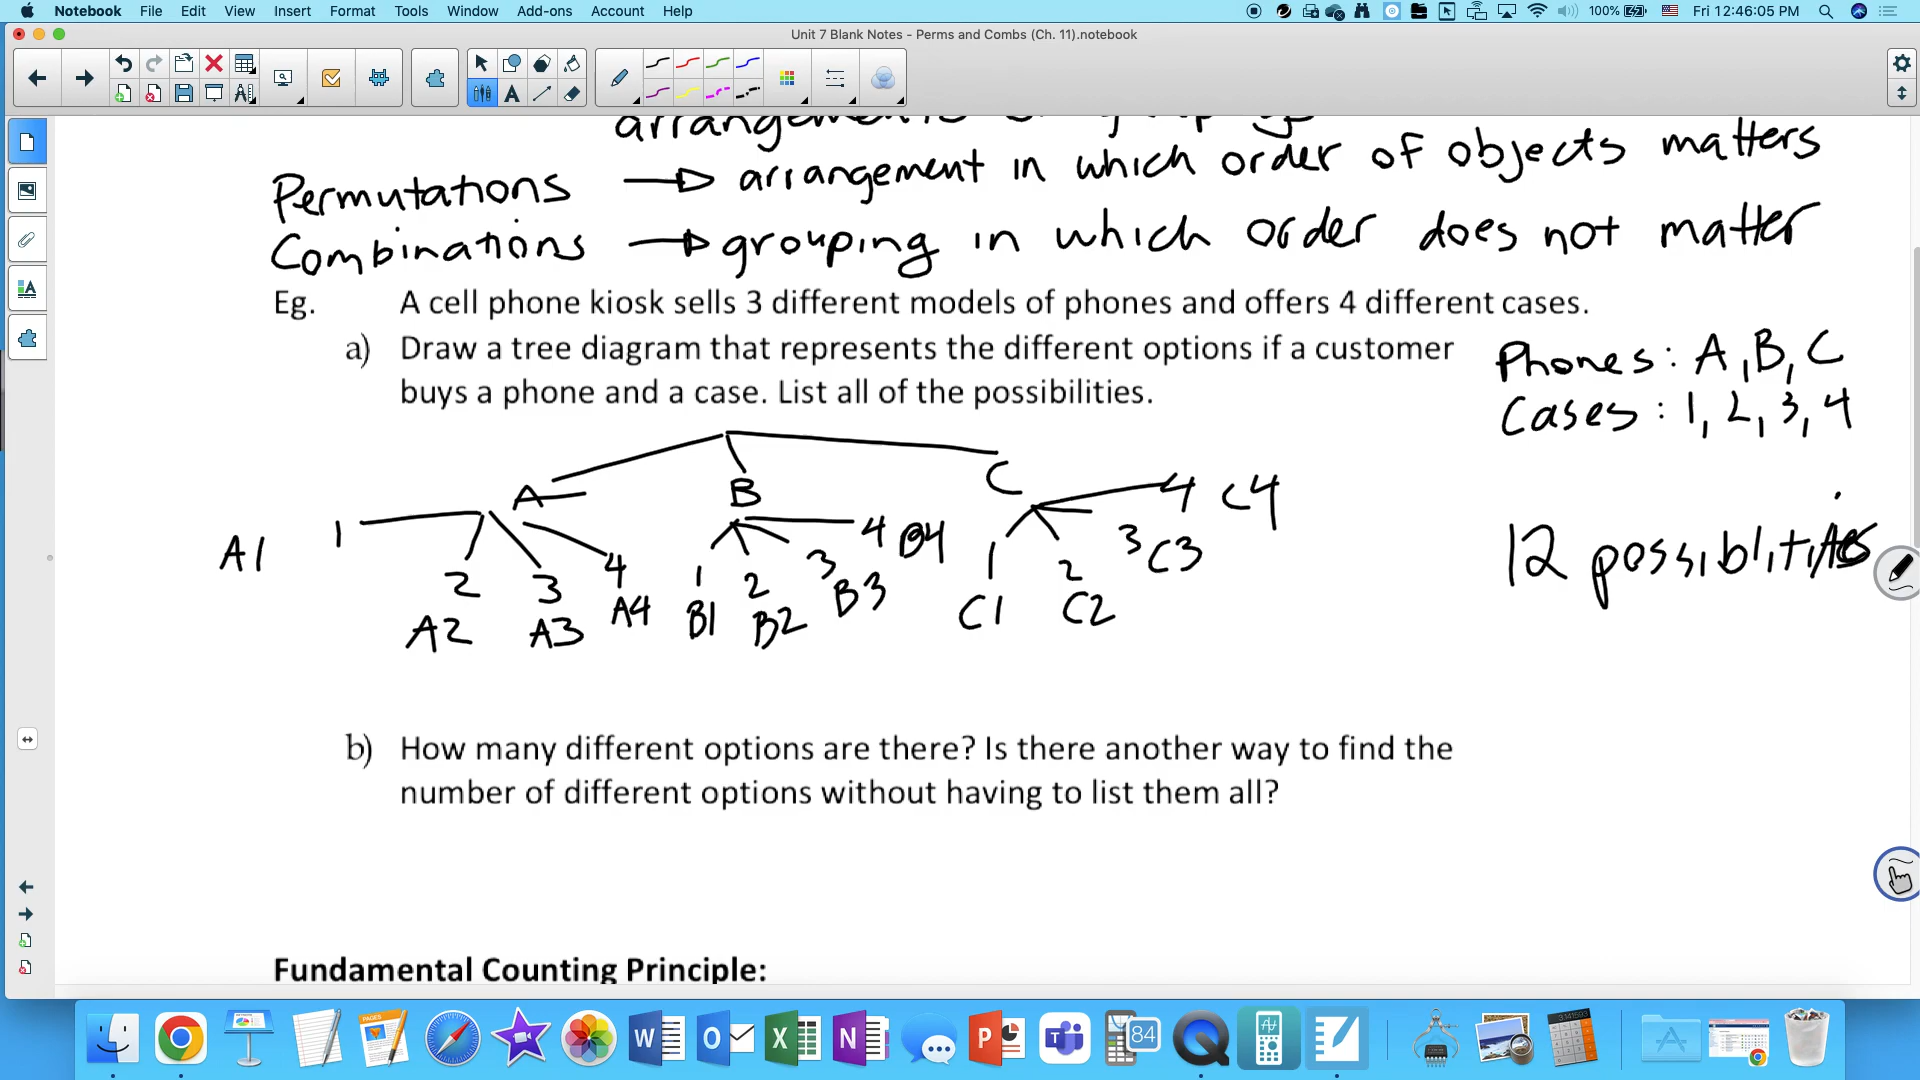 Notebook File Edit View Insert Format Tools Window Add-ons Account Help 100% Fri 12:46:05 PM
Unit 7 Blank Notes - Perms and Combs (Ch. 11).notebook
Permutations → arrangement in which order of objects matters
Combinations → grouping in which order does not matter
Eg. A cell phone kiosk sells 3 different models of phones and offers 4 different cases.
a) Draw a tree diagram that represents the different options if a customer
buys a phone and a case. List all of the possibilities.
Phones: A, B, C
Cases: 1, 2, 3, 4
A B C
1 2 3 4 1 2 3 4 1 2 3 4
A1 A2 A3 A4 B1 B2 B3 B4 C1 C2 C3 C4
12 possiblities
b) How many different options are there? Is there another way to find the
number of different options without having to list them all?
Fundamental Counting Principle:
84
3.141593